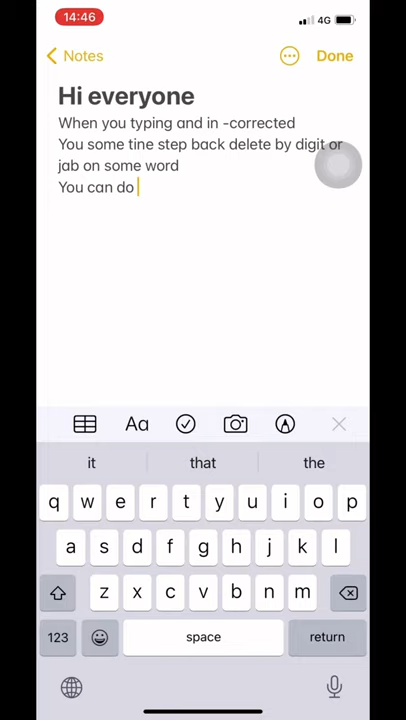 14:46
4G
Notes
Done
Hi everyone
When you typing and in -corrected
You some tine step back delete by digit or
jab on some word
You can do
Aa
it that the
q w e r t y u i o p
a s d f g h j k l
z x c v b n m
123 space return